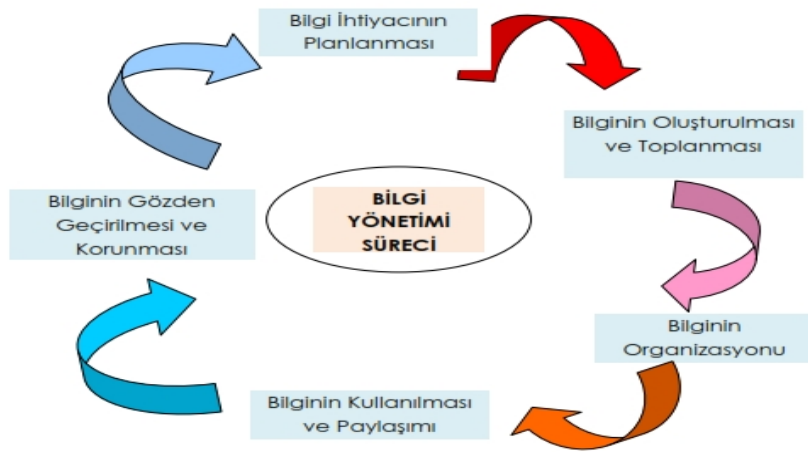 Bilgi İhtiyacının
Planlanması
Bilginin Oluşturulması
ve Toplanması
Bilginin Gözden
Geçirilmesi ve
Korunması
BİLGİ
YÖNETİMİ
SÜRECİ
Bilginin
Organizasyonu
Bilginin Kullanılması
ve Paylaşımı